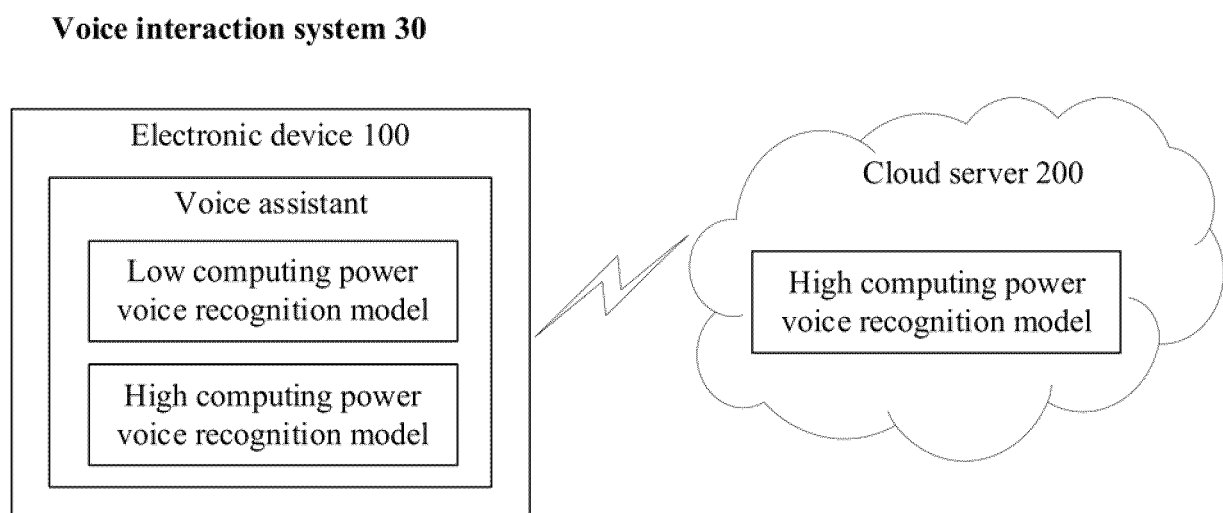 Voice interaction system 30
Electronic device 100
Voice assistant
Low computing power
voice recognition model
High computing power
voice recognition model
Cloud server 200
High computing power
voice recognition model